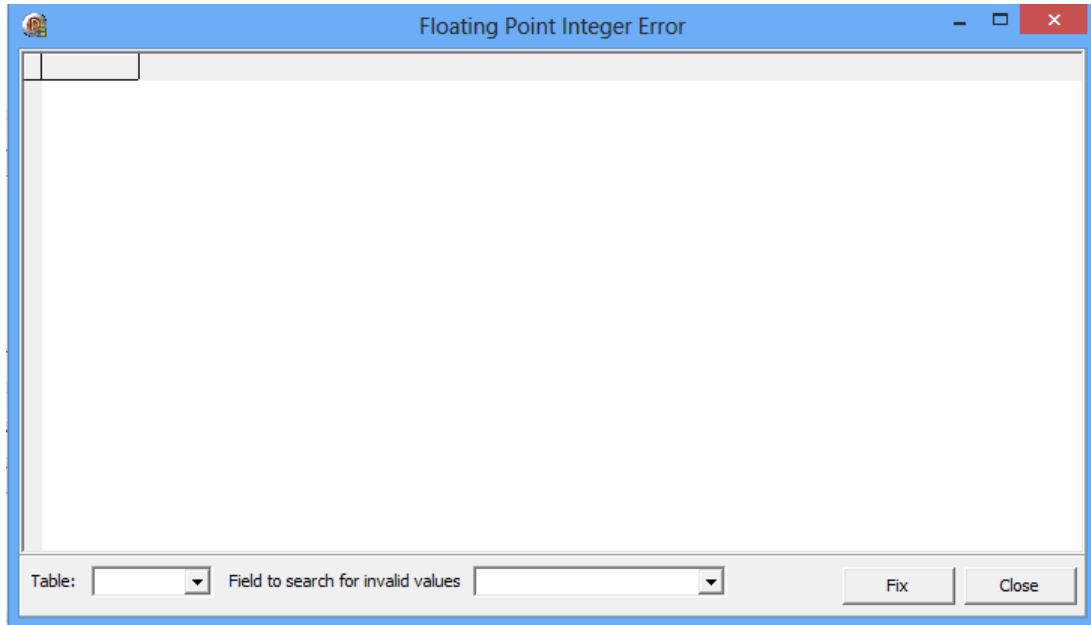 Floating Point Integer Error
Table: Field to search for invalid values Fix Close